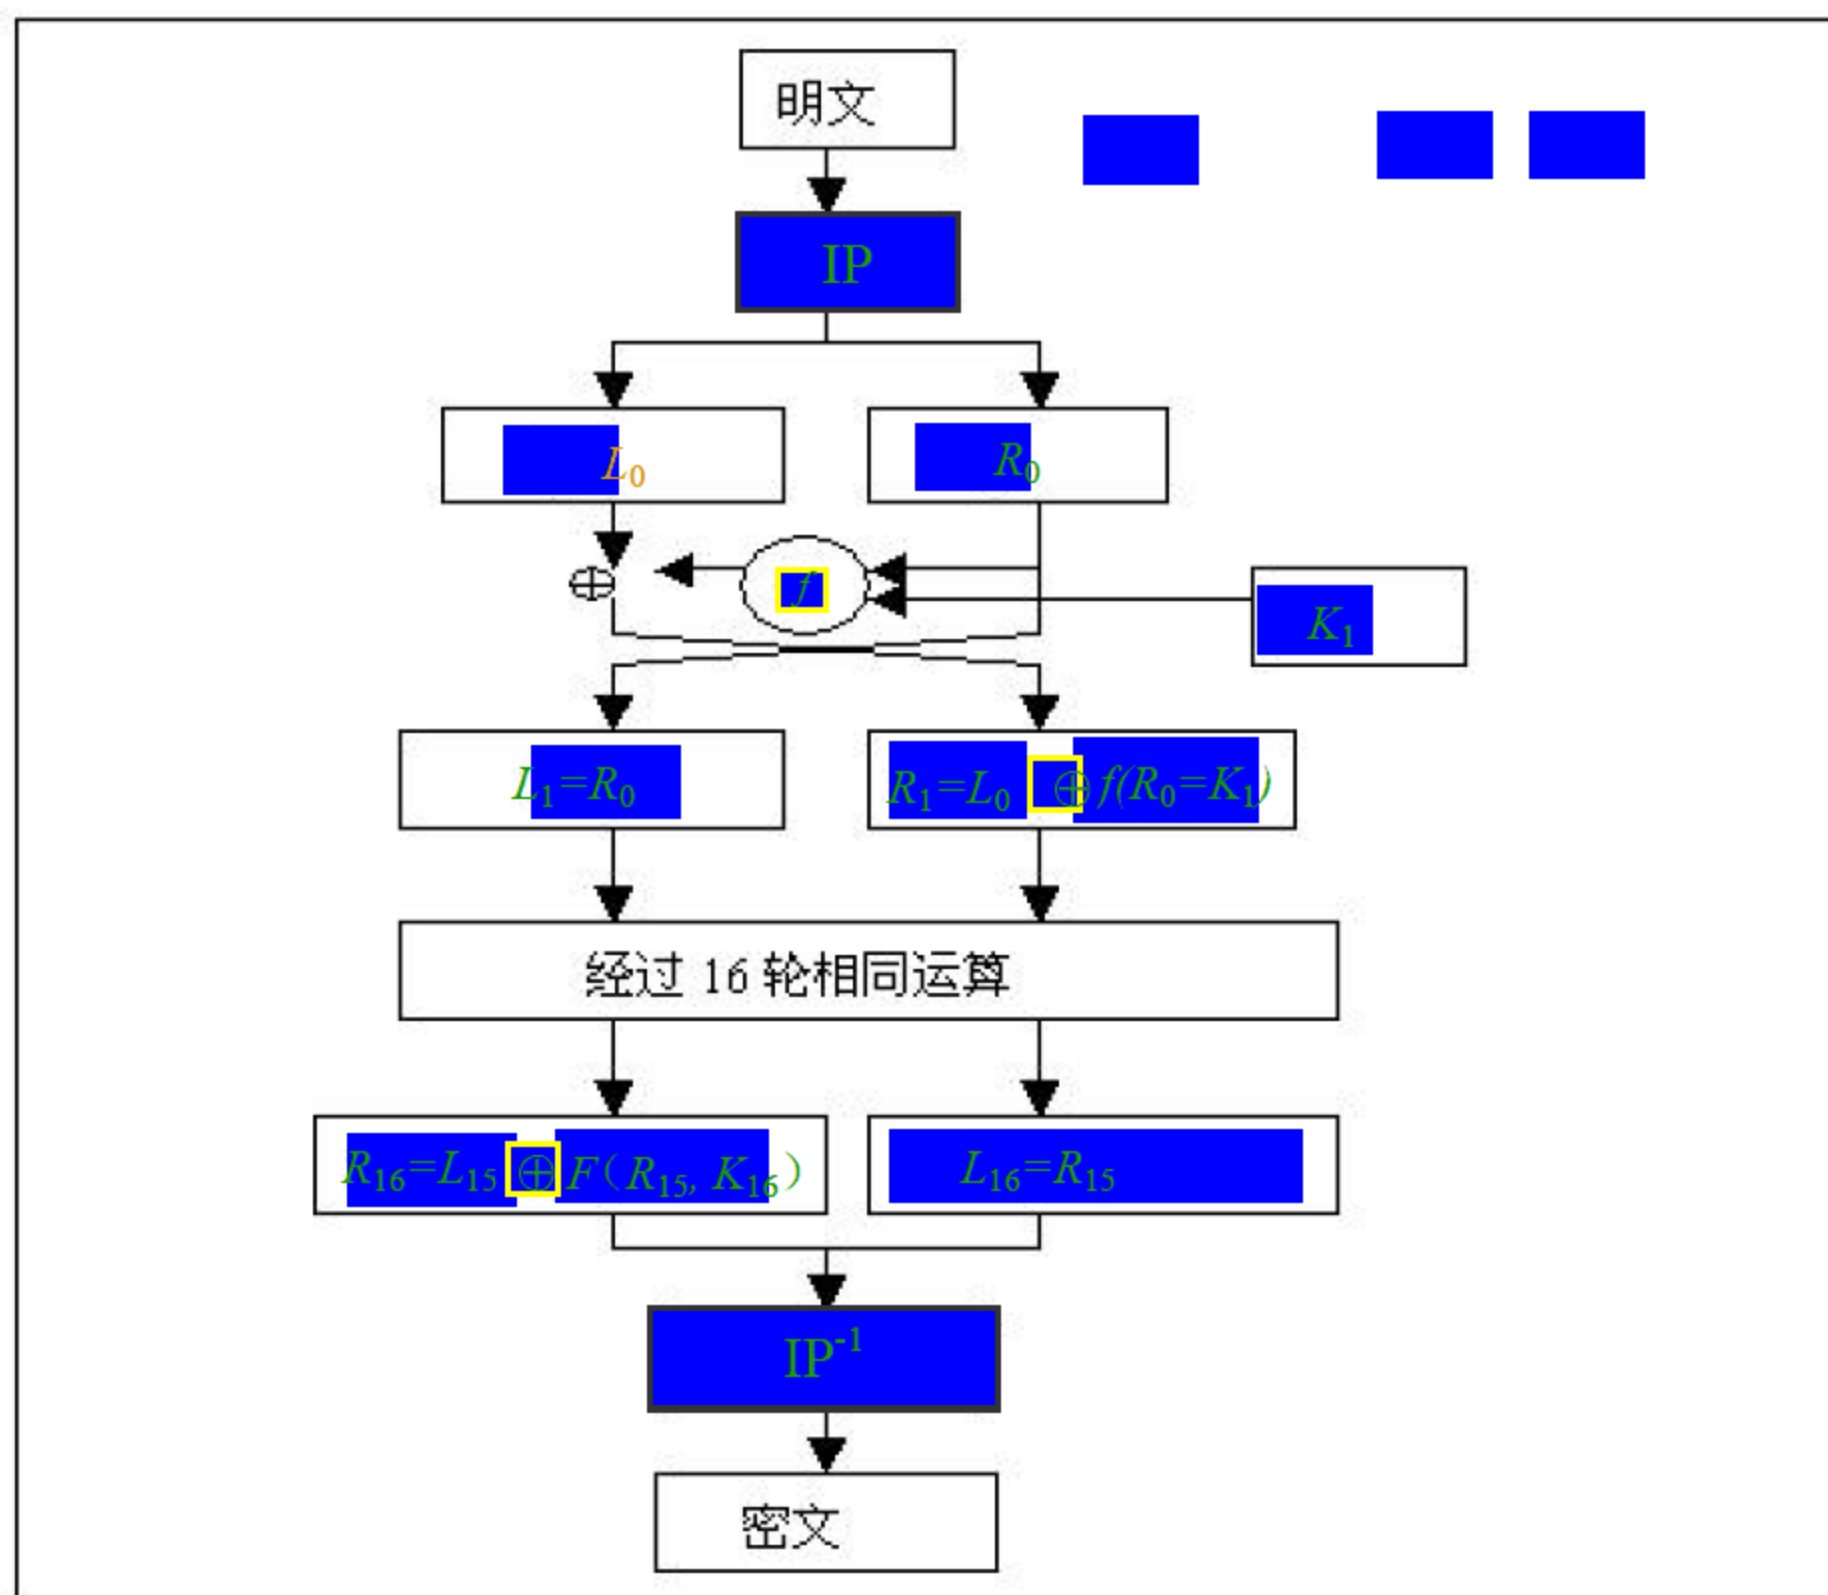 明文
IP
L₀
R₀
⊕
f
K₁
L₁=R₀
R₁=L₀ ⊕ f(R₀=K₁)
经过 16 轮相同运算
R₁₆=L₁₅ ⊕ F（R₁₅, K₁₆）
L₁₆=R₁₅
IP⁻¹
密文